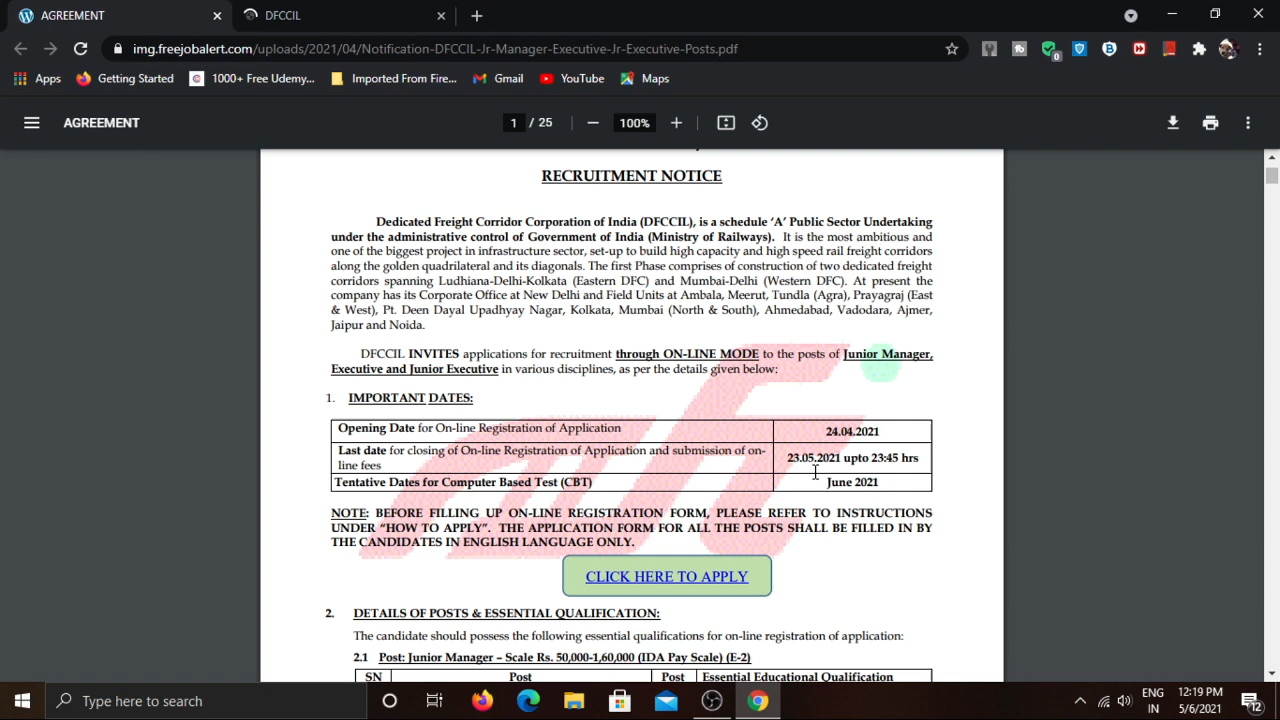 AGREEMENT
DFCCIL
img.freejobalert.com/uploads/2021/04/Notification-DFCCIL-Jr-Manager-Executive-Jr-Executive-Posts.pdf
0
Apps
Getting Started
1000+ Free Udemy...
Imported From Fire...
Gmail
YouTube
Maps
AGREEMENT
1 / 25
100%
RECRUITMENT NOTICE
Dedicated Freight Corridor Corporation of India (DFCCIL), is a schedule ‘A’ Public Sector Undertaking
under the administrative control of Government of India (Ministry of Railways). It is the most ambitious and
one of the biggest project in infrastructure sector, set-up to build high capacity and high speed rail freight corridors
along the golden quadrilateral and its diagonals. The first Phase comprises of construction of two dedicated freight
corridors spanning Ludhiana-Delhi-Kolkata (Eastern DFC) and Mumbai-Delhi (Western DFC). At present the
company has its Corporate Office at New Delhi and Field Units at Ambala, Meerut, Tundla (Agra), Prayagraj (East
& West), Pt. Deen Dayal Upadhyay Nagar, Kolkata, Mumbai (North & South), Ahmedabad, Vadodara, Ajmer,
Jaipur and Noida.
DFCCIL INVITES applications for recruitment through ON-LINE MODE to the posts of Junior Manager,
Executive and Junior Executive in various disciplines, as per the details given below:
1. IMPORTANT DATES:
Opening Date for On-line Registration of Application 24.04.2021
Last date for closing of On-line Registration of Application and submission of on-
line fees 23.05.2021 upto 23:45 hrs
Tentative Dates for Computer Based Test (CBT) June 2021
NOTE: BEFORE FILLING UP ON-LINE REGISTRATION FORM, PLEASE REFER TO INSTRUCTIONS
UNDER “HOW TO APPLY”. THE APPLICATION FORM FOR ALL THE POSTS SHALL BE FILLED IN BY
THE CANDIDATES IN ENGLISH LANGUAGE ONLY.
CLICK HERE TO APPLY
2. DETAILS OF POSTS & ESSENTIAL QUALIFICATION:
The candidate should possess the following essential qualifications for on-line registration of application:
2.1 Post: Junior Manager – Scale Rs. 50,000-1,60,000 (IDA Pay Scale) (E-2)
SN Post Post Essential Educational Qualification
Type here to search
ENG
IN
12:19 PM
5/6/2021
12